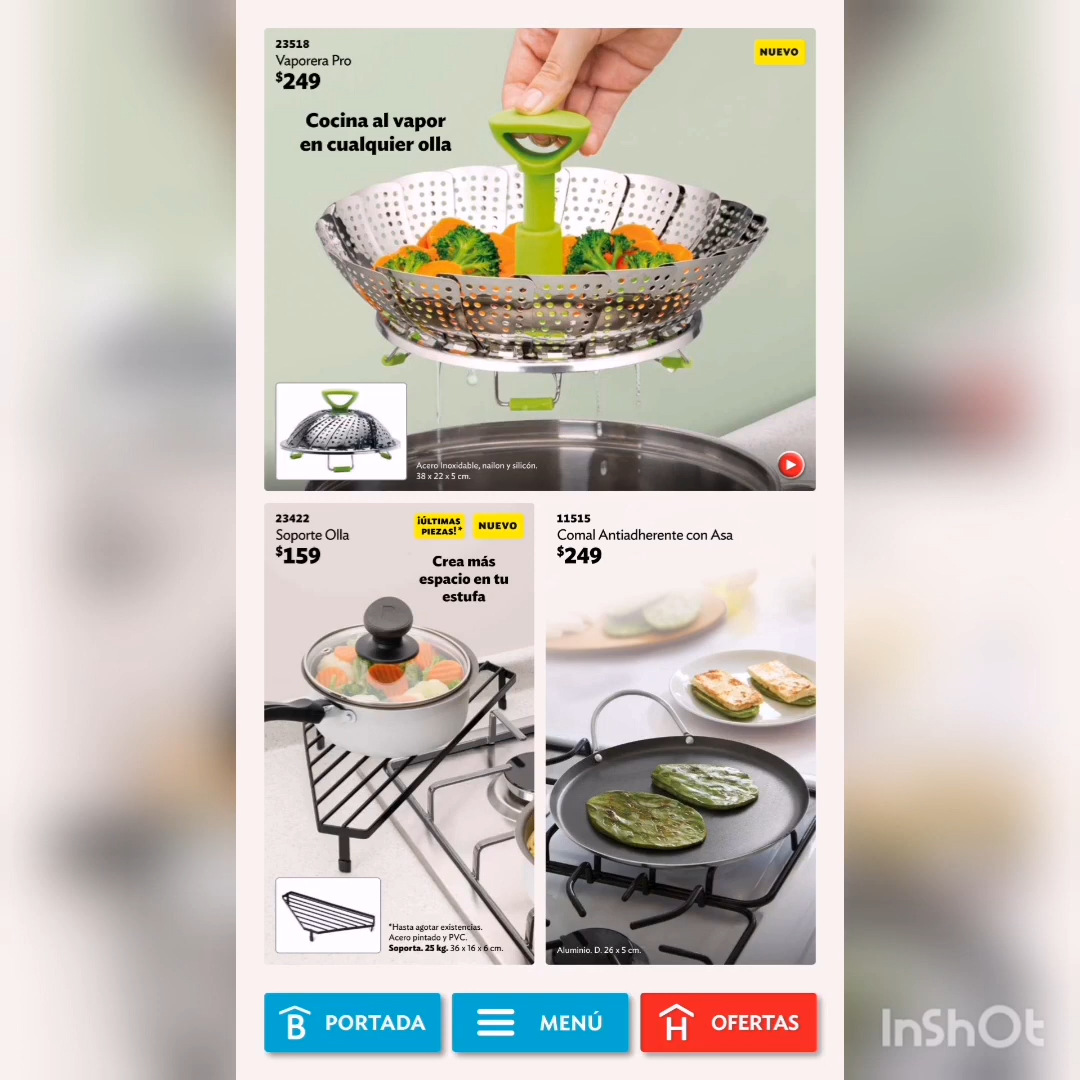 23518
Vaporera Pro
$249
NUEVO
Cocina al vapor
en cualquier olla
Acero Inoxidable, nailon y silicón.
38 x 22 x 5 cm.
23422
Soporte Olla
$159
¡ÚLTIMAS
PIEZAS!*
NUEVO
Crea más
espacio en tu
estufa
*Hasta agotar existencias.
Acero pintado y PVC.
Soporta. 25 kg. 36 x 16 x 6 cm.
11515
Comal Antiadherente con Asa
$249
Aluminio. D. 26 x 5 cm.
B PORTADA
MENÚ
H OFERTAS
InShOt